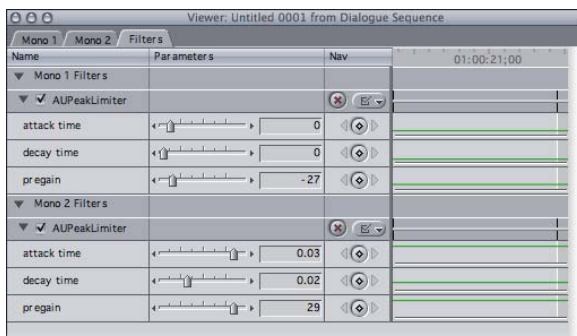 Viewer: Untitled 0001 from Dialogue Sequence
Mono 1 Mono 2 Filters
Name Parameters Nav 01:00:21;00
Mono 1 Filters
AUPeakLimiter
attack time 0
decay time 0
pregain -27
Mono 2 Filters
AUPeakLimiter
attack time 0.03
decay time 0.02
pregain 29